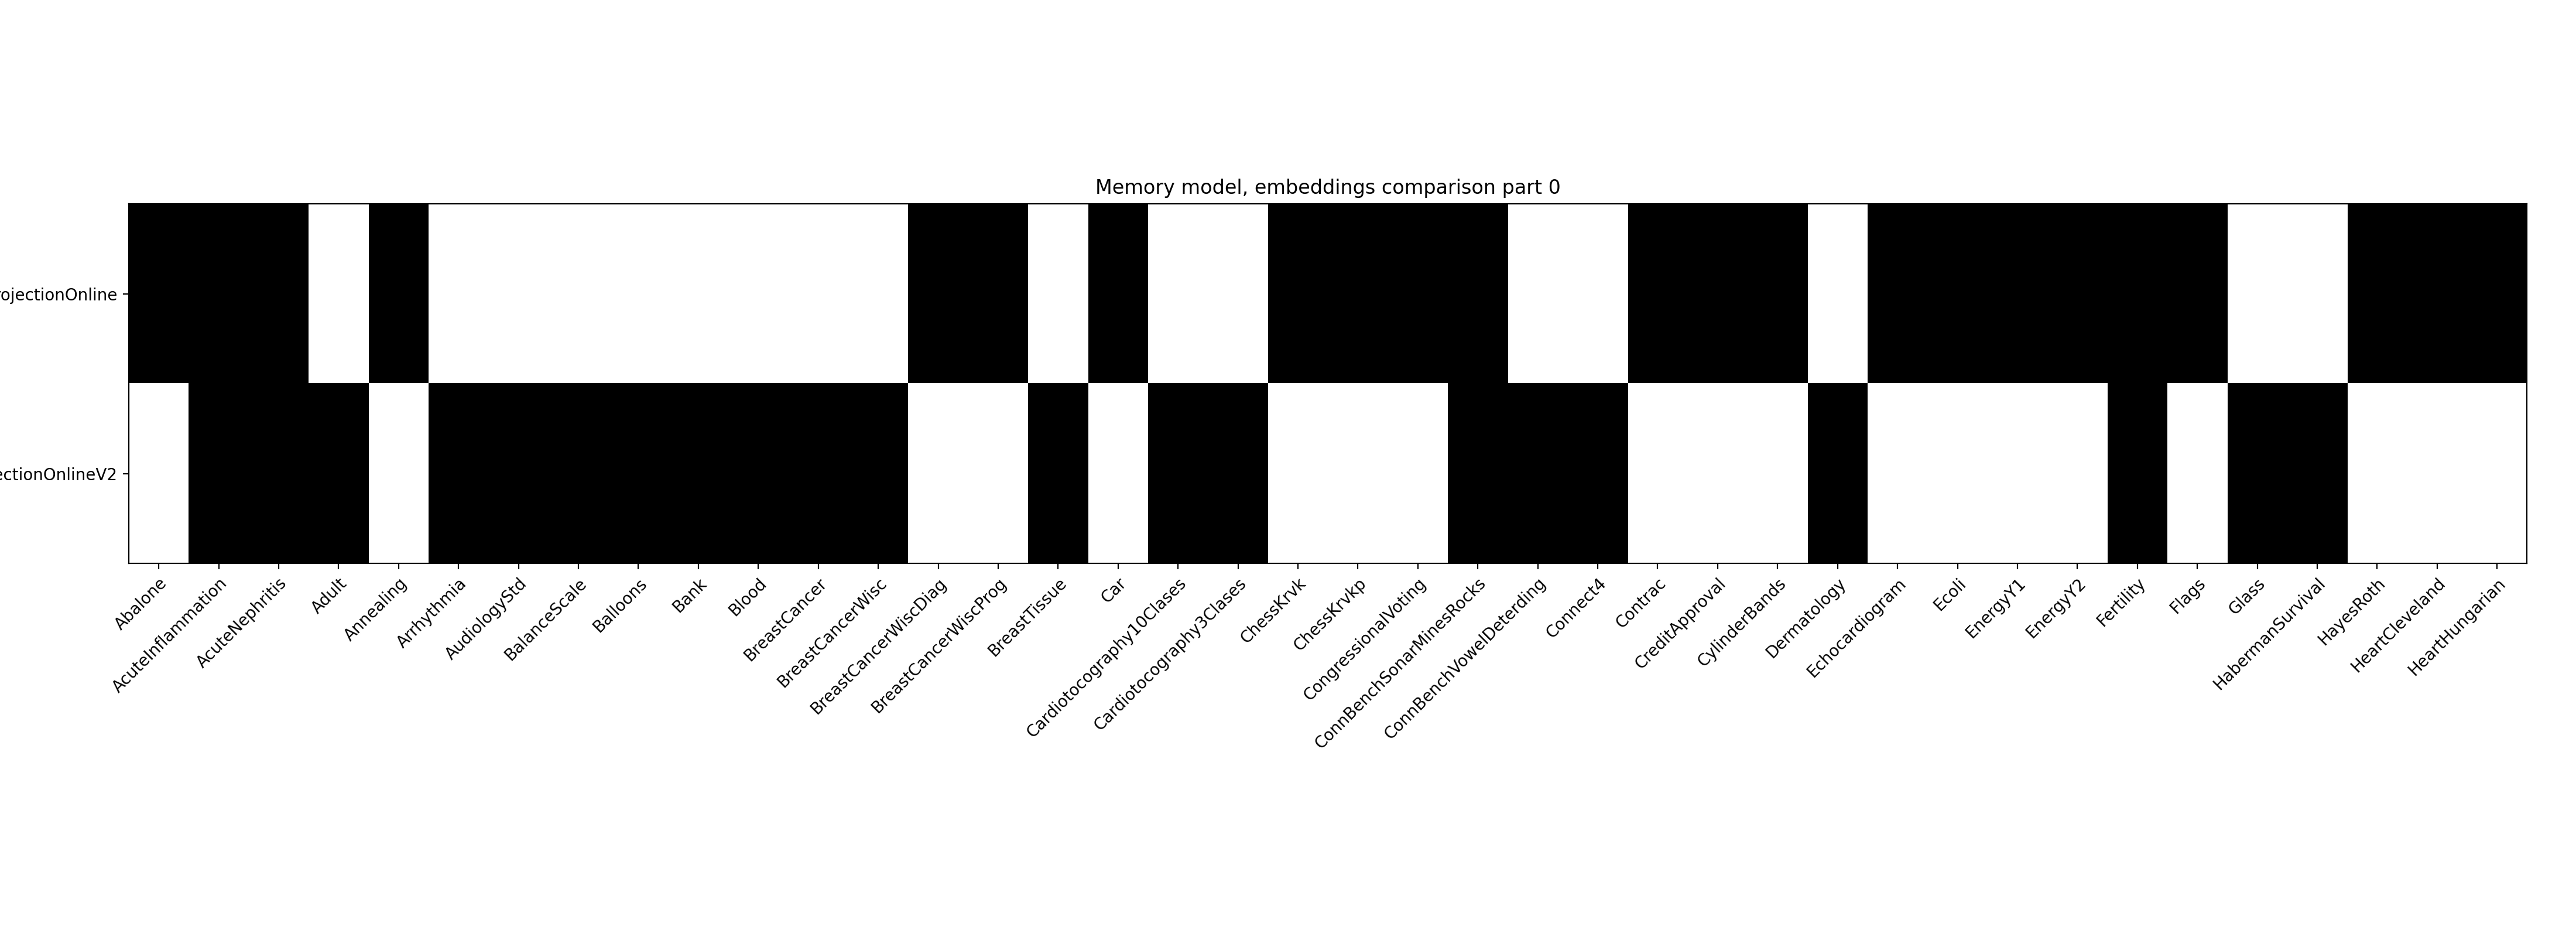 Memory model, embeddings comparison part 0
ojectionOnline
ectionOnlineV2
Abalone
AcuteInflammation
AcuteNephritis
Adult
Annealing
Arrhythmia
AudiologyStd
BalanceScale
Balloons
Bank
Blood
BreastCancer
BreastCancerWisc
BreastCancerWiscDiag
BreastCancerWiscProg
BreastTissue
Car
Cardiotocography10Clases
Cardiotocography3Clases
ChessKrvk
ChessKrvkp
CongressionalVoting
ConnBenchSonarMinesRocks
ConnBenchVowelDeterding
Connect4
Contrac
CreditApproval
CylinderBands
Dermatology
Echocardiogram
Ecoli
EnergyY1
EnergyY2
Fertility
Flags
Glass
HabermanSurvival
HayesRoth
HeartCleveland
HeartHungarian